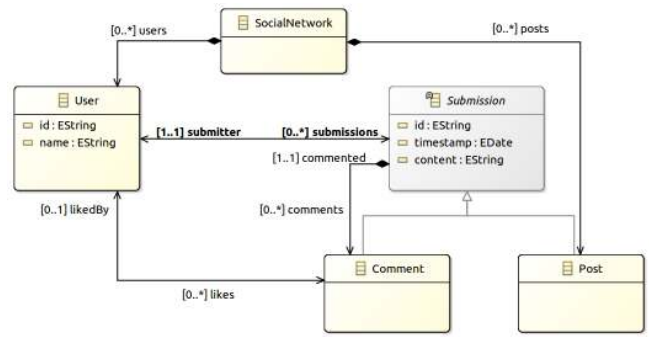 SocialNetwork
[0..*] users
[0..*] posts
User
id : EString
name : EString
Submission
id : EString
timestamp : EDate
content : EString
[1..1] submitter
[0..*] submissions
[1..1] commented
[0..1] likedBy
[0..*] comments
Comment
Post
[0..*] likes